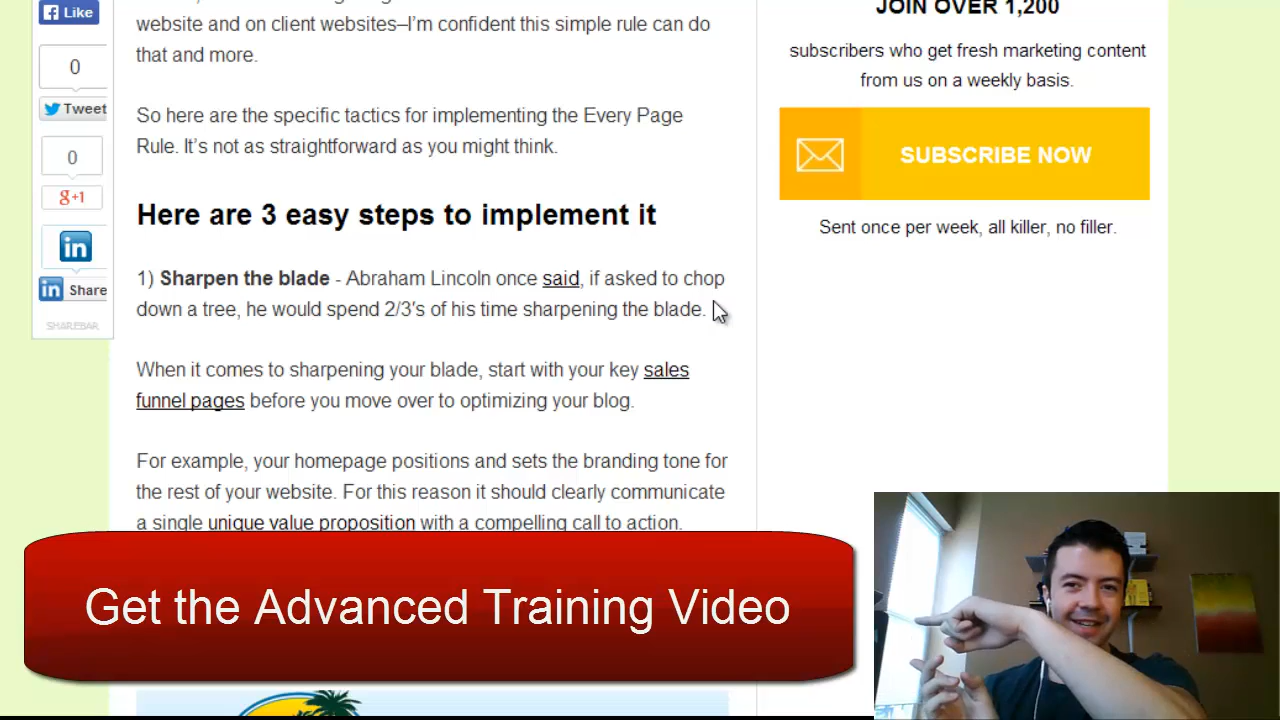 Like
0
Tweet
0
g+1
in
in Share
SHAREBAR
website and on client websites–I'm confident this simple rule can do
that and more.
So here are the specific tactics for implementing the Every Page
Rule. It's not as straightforward as you might think.
Here are 3 easy steps to implement it
1) Sharpen the blade - Abraham Lincoln once said, if asked to chop
down a tree, he would spend 2/3's of his time sharpening the blade.
When it comes to sharpening your blade, start with your key sales
funnel pages before you move over to optimizing your blog.
For example, your homepage positions and sets the branding tone for
the rest of your website. For this reason it should clearly communicate
a single unique value proposition with a compelling call to action.
JOIN OVER 1,200
subscribers who get fresh marketing content
from us on a weekly basis.
SUBSCRIBE NOW
Sent once per week, all killer, no filler.
Get the Advanced Training Video